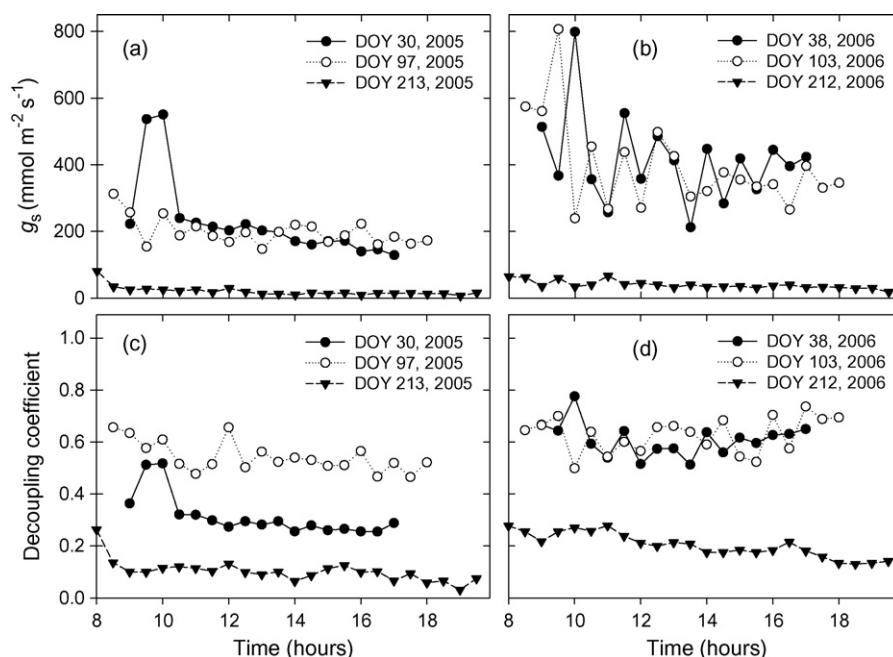 800
600
400
200
0
gs (mmol m⁻² s⁻¹)
(a)
DOY 30, 2005
DOY 97, 2005
DOY 213, 2005
(b)
DOY 38, 2006
DOY 103, 2006
DOY 212, 2006
1.0
0.8
0.6
0.4
0.2
0.0
Decoupling coefficient
(c)
DOY 30, 2005
DOY 97, 2005
DOY 213, 2005
(d)
DOY 38, 2006
DOY 103, 2006
DOY 212, 2006
8 10 12 14 16 18
8 10 12 14 16 18
Time (hours)
Time (hours)